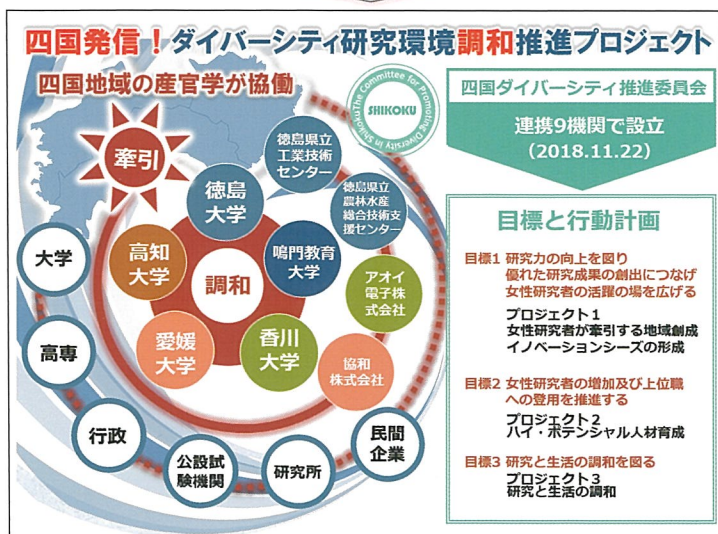 四国発信！ダイバーシティ研究環境調和推進プロジェクト
四国地域の産官学が協働
The Committee for Promoting Diversity in Shikoku
SHIKOKU
四国ダイバーシティ推進委員会
連携9機関で設立
(2018.11.22)
牽引
徳島県立
工業技術
センター
徳島
大学
徳島県立
農林水産
総合技術支
援センター
高知
大学
鳴門教育
大学
調和
アオイ
電子株
式会社
愛媛
大学
香川
大学
協和
株式会社
大学
高専
行政
公設試
験機関
研究所
民間
企業
目標と行動計画
目標1 研究力の向上を図り
優れた研究成果の創出につなげ
女性研究者の活躍の場を広げる
プロジェクト1
女性研究者が牽引する地域創成
イノベーションシーズの形成
目標2 女性研究者の増加及び上位職
への登用を推進する
プロジェクト2
ハイ・ポテンシャル人材育成
目標3 研究と生活の調和を図る
プロジェクト3
研究と生活の調和